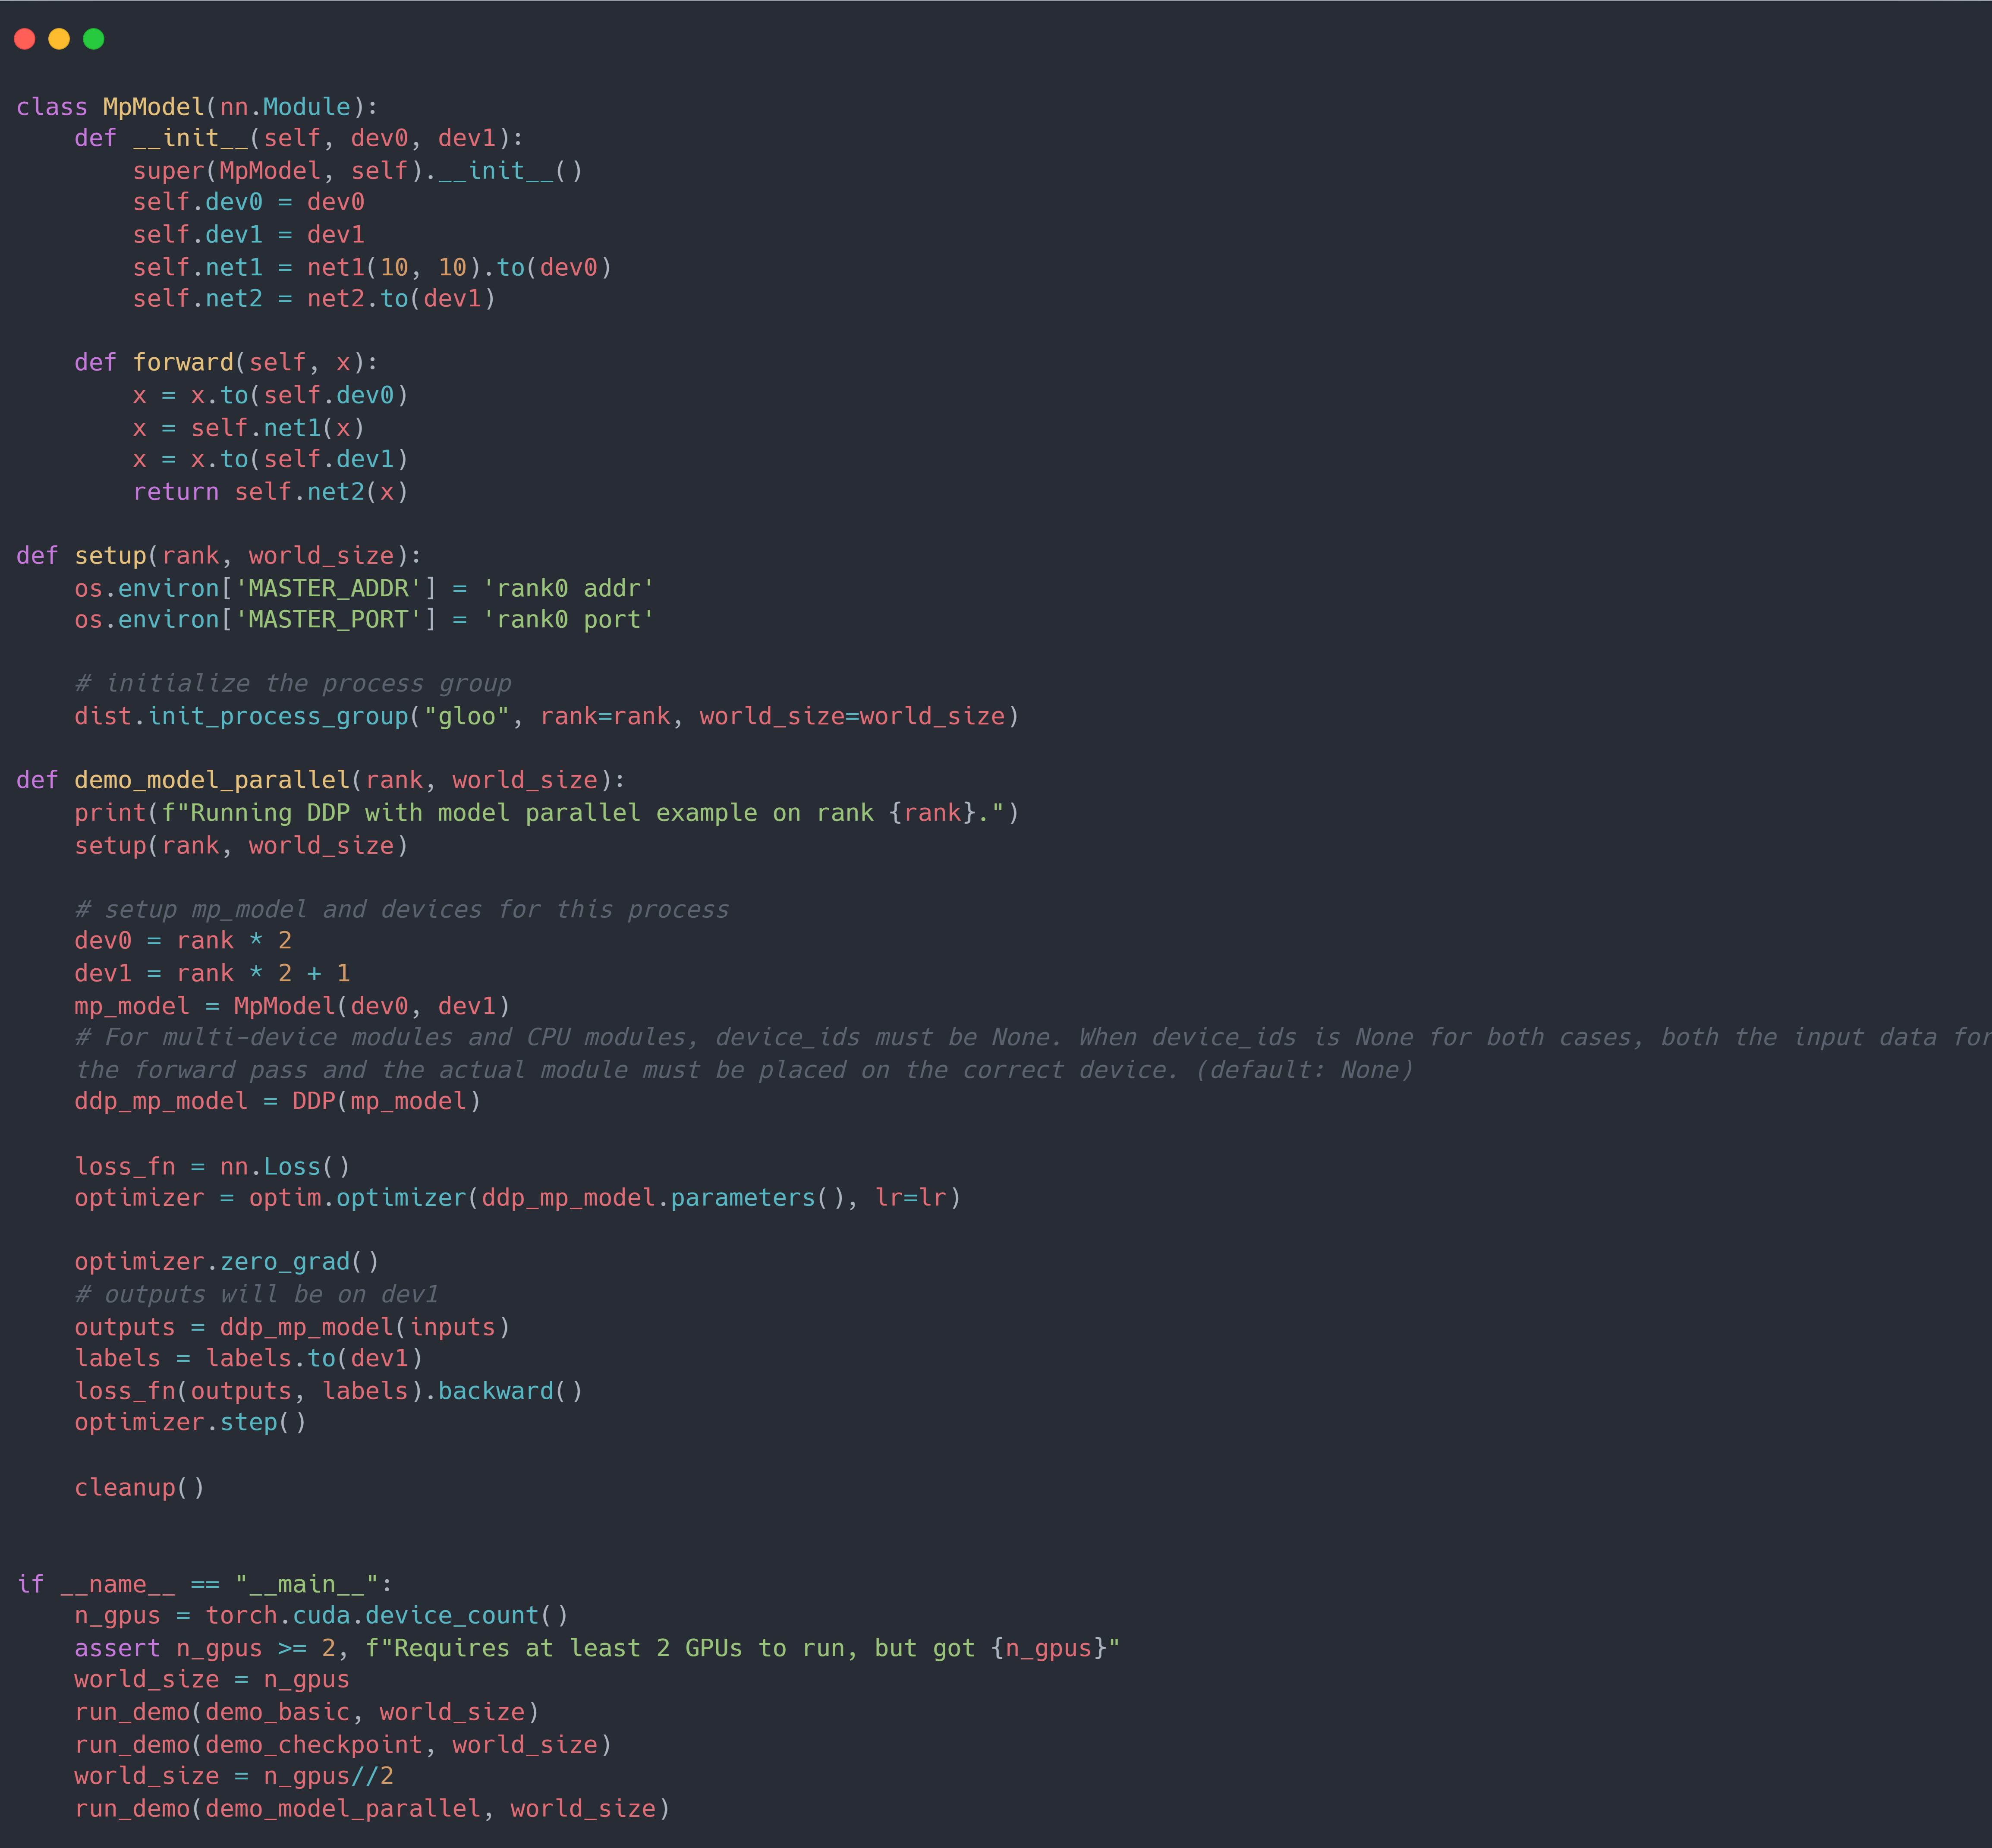 class MpModel(nn.Module):
    def __init__(self, dev0, dev1):
        super(MpModel, self).__init__()
        self.dev0 = dev0
        self.dev1 = dev1
        self.net1 = net1(10, 10).to(dev0)
        self.net2 = net2.to(dev1)

    def forward(self, x):
        x = x.to(self.dev0)
        x = self.net1(x)
        x = x.to(self.dev1)
        return self.net2(x)

def setup(rank, world_size):
    os.environ['MASTER_ADDR'] = 'rank0 addr'
    os.environ['MASTER_PORT'] = 'rank0 port'

    # initialize the process group
    dist.init_process_group("gloo", rank=rank, world_size=world_size)

def demo_model_parallel(rank, world_size):
    print(f"Running DDP with model parallel example on rank {rank}.")
    setup(rank, world_size)

    # setup mp_model and devices for this process
    dev0 = rank * 2
    dev1 = rank * 2 + 1
    mp_model = MpModel(dev0, dev1)
    # For multi-device modules and CPU modules, device_ids must be None. When device_ids is None for both cases, both the input data for
    the forward pass and the actual module must be placed on the correct device. (default: None)
    ddp_mp_model = DDP(mp_model)

    loss_fn = nn.Loss()
    optimizer = optim.optimizer(ddp_mp_model.parameters(), lr=lr)

    optimizer.zero_grad()
    # outputs will be on dev1
    outputs = ddp_mp_model(inputs)
    labels = labels.to(dev1)
    loss_fn(outputs, labels).backward()
    optimizer.step()

    cleanup()


if __name__ == "__main__":
    n_gpus = torch.cuda.device_count()
    assert n_gpus >= 2, f"Requires at least 2 GPUs to run, but got {n_gpus}"
    world_size = n_gpus
    run_demo(demo_basic, world_size)
    run_demo(demo_checkpoint, world_size)
    world_size = n_gpus//2
    run_demo(demo_model_parallel, world_size)